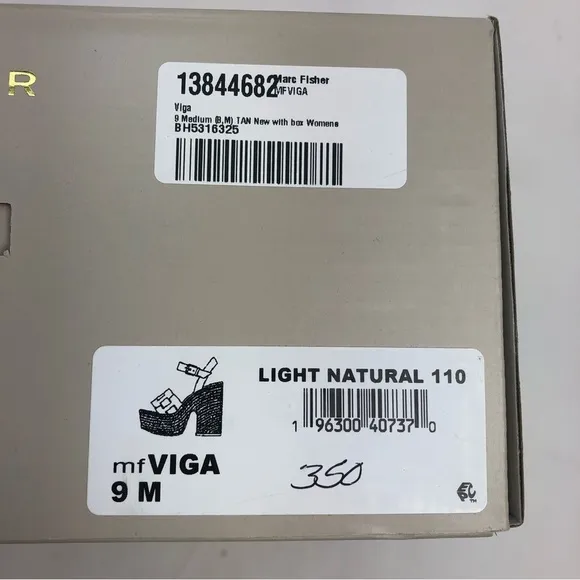 R
13844682 Marc Fisher
MFVIGA
Viga
9 Medium (B,M) TAN New with box Womens
BH5316325
LIGHT NATURAL 110
1 96300 40737 0
mfVIGA
9 M
350
TM